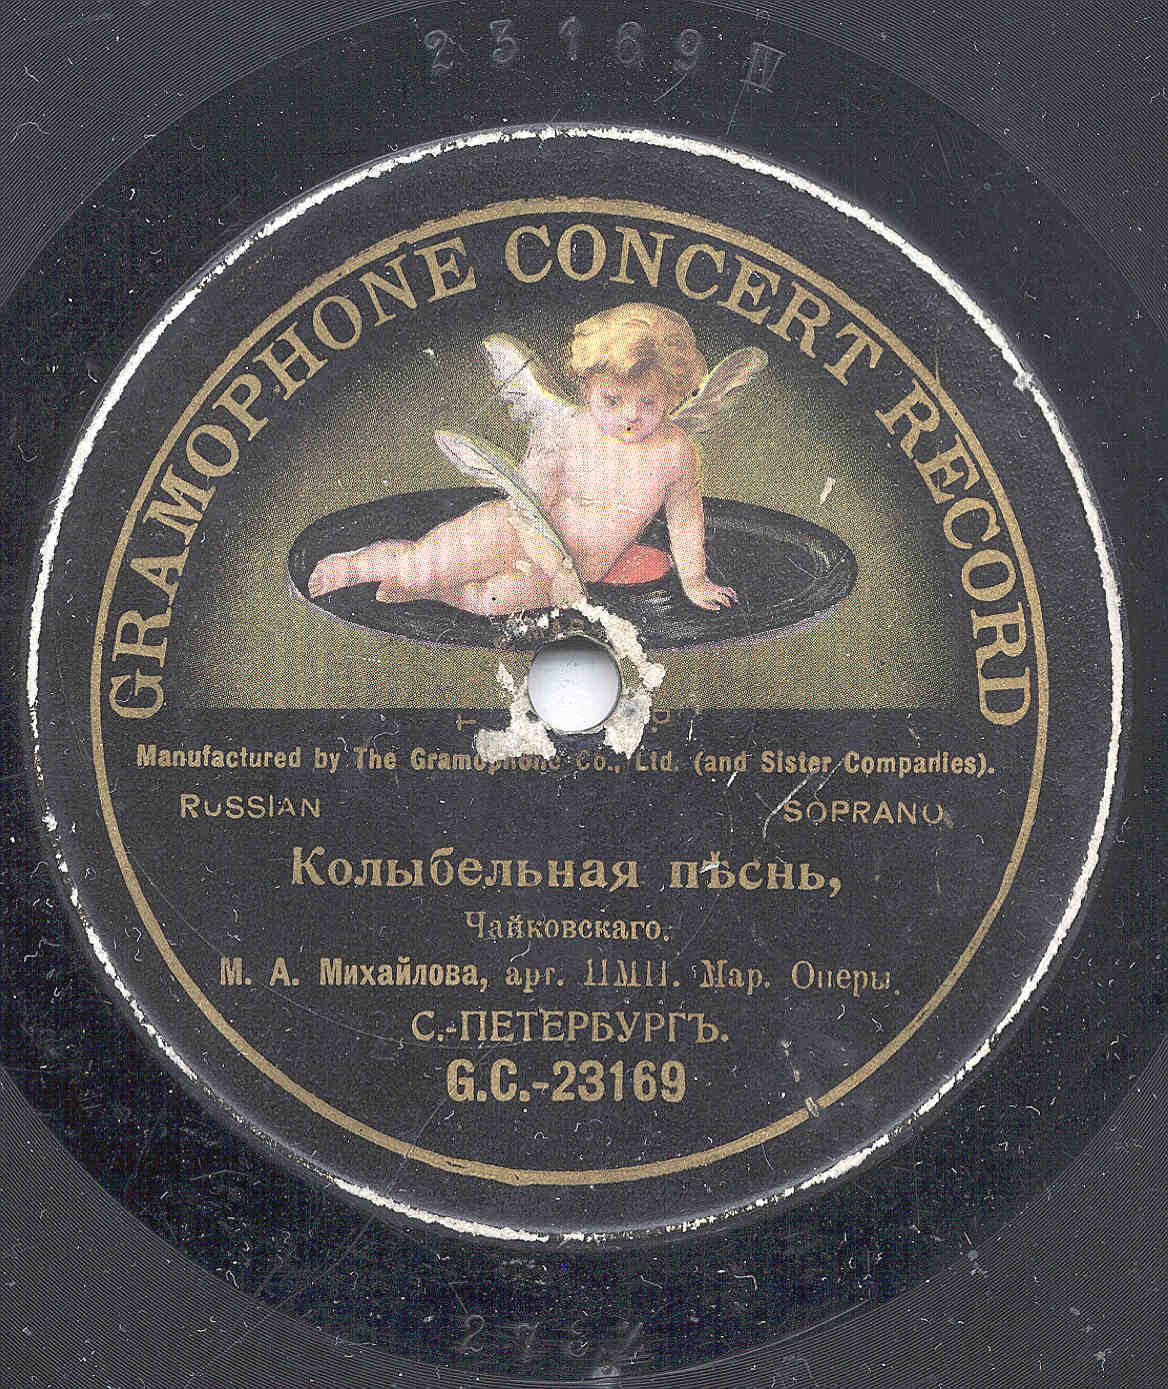 23169 IV
GRAMOPHONE CONCERT RECORD
Manufactured by The Gramophone Co., Ltd. (and Sister Companies).
RUSSIAN SOPRANO
Колыбельная пѣснь,
Чайковскаго.
М. А. Михайлова, арт. ИМП. Мар. Оперы.
С.-ПЕТЕРБУРГЪ.
G.C.-23169